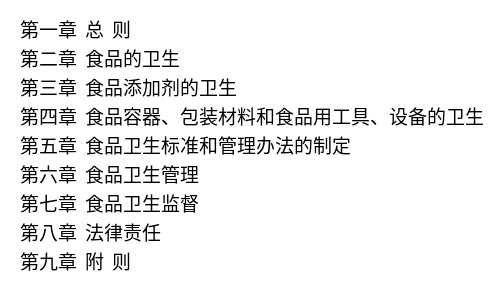 第一章 总 则
第二章 食品的卫生
第三章 食品添加剂的卫生
第四章 食品容器、包装材料和食品用工具、设备的卫生
第五章 食品卫生标准和管理办法的制定
第六章 食品卫生管理
第七章 食品卫生监督
第八章 法律责任
第九章 附 则